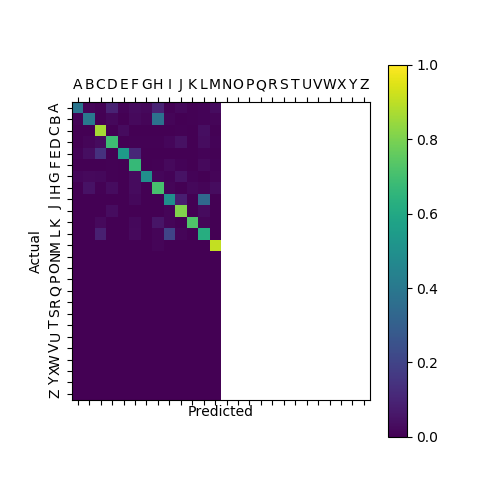 A B C D E F G H I J K L M N O P Q R S T U V W X Y Z
A
B
C
D
E
F
G
H
I
J
K
L
M
N
O
P
Q
R
S
T
U
V
W
X
Y
Z
Actual
Predicted
1.0
0.8
0.6
0.4
0.2
0.0